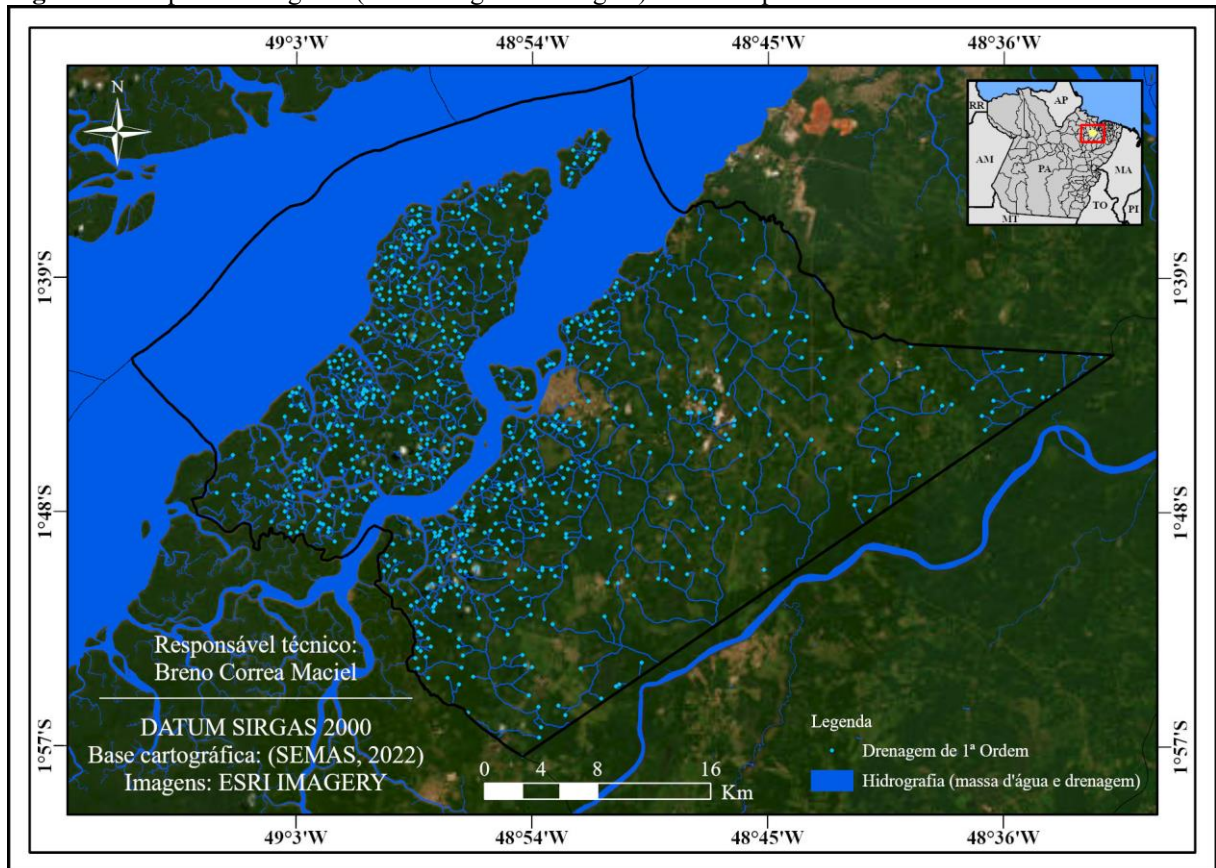 49°3'W 48°54'W 48°45'W 48°36'W
N
RR
AP
AM
PA
MA
TO
PI
MT
1°39'S 1°39'S
1°48'S 1°48'S
1°57'S 1°57'S
Responsável técnico:
Breno Correa Maciel
DATUM SIRGAS 2000
Base cartográfica: (SEMAS, 2022)
Imagens: ESRI IMAGERY
0 4 8 16
Km
Legenda
Drenagem de 1ª Ordem
Hidrografia (massa d'água e drenagem)
49°3'W 48°54'W 48°45'W 48°36'W